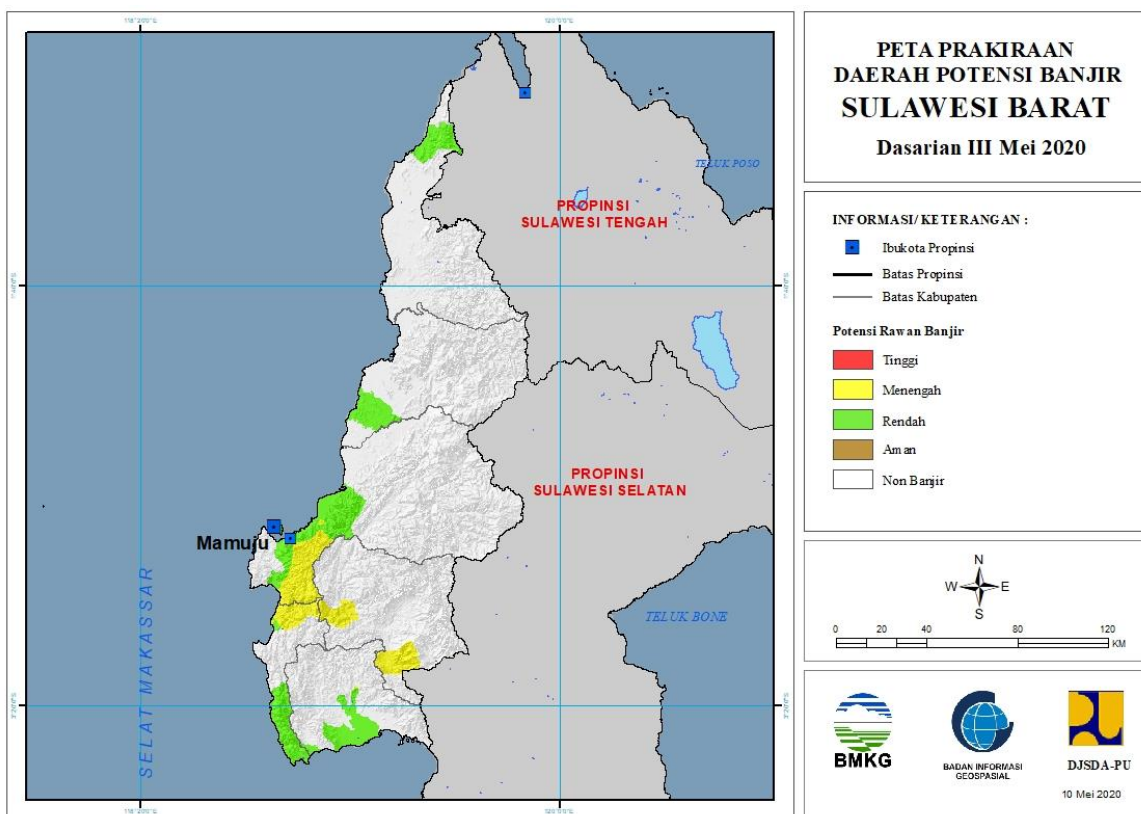 PETA PRAKIRAAN
DAERAH POTENSI BANJIR
SULAWESI BARAT
Dasarian III Mei 2020
TELUK POSO
PROPINSI
SULAWESI TENGAH
PROPINSI
SULAWESI SELATAN
Mamuju
SELAT MAKASSAR
TELUK BONE
INFORMASI/ KETERANGAN :
Ibukota Propinsi
Batas Propinsi
Batas Kabupaten
Potensi Rawan Banjir
Tinggi
Menengah
Rendah
Aman
Non Banjir
N
W E
S
0 20 40 80 120
KM
BMKG
BADAN INFORMASI
GEOSPASIAL
DJSDA-PU
10 Mei 2020